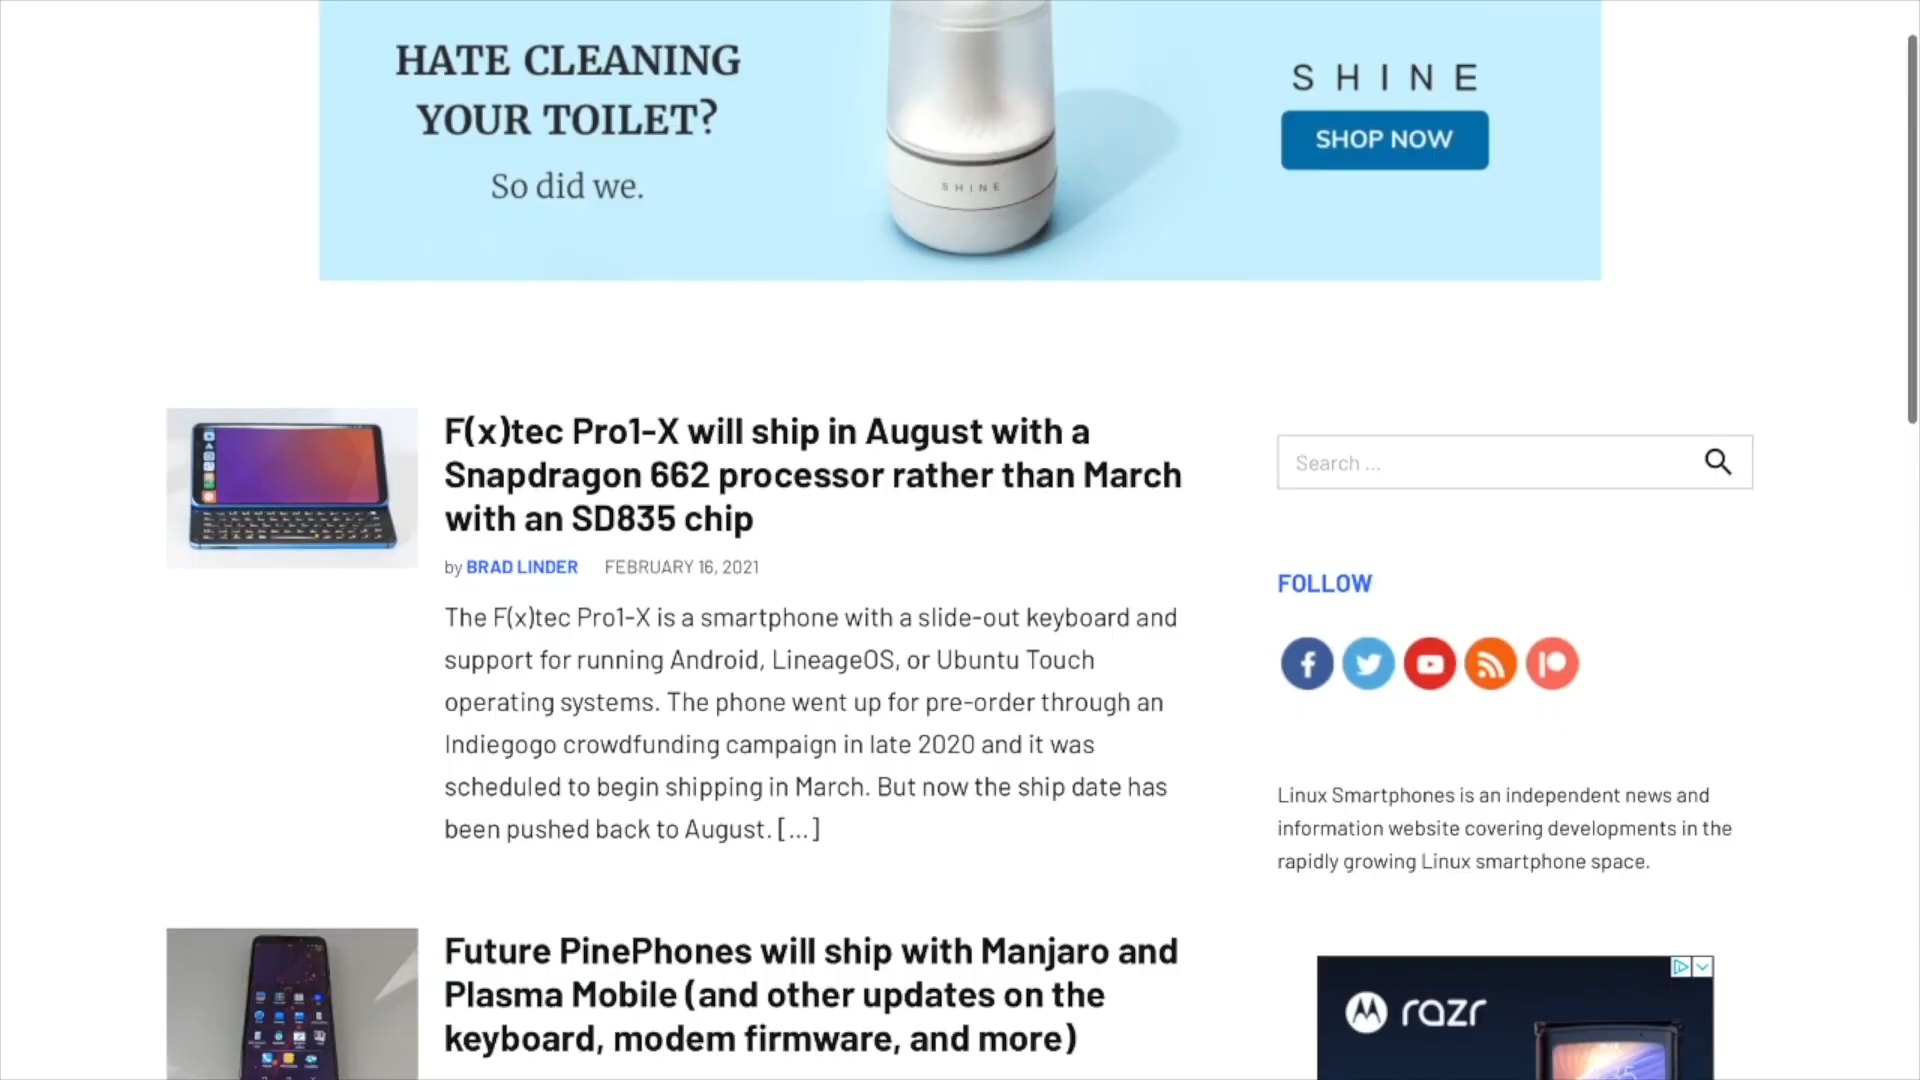 HATE CLEANING
YOUR TOILET?
So did we.
SHINE
SHINE
SHOP NOW
F(x)tec Pro1-X will ship in August with a
Snapdragon 662 processor rather than March
with an SD835 chip
by BRAD LINDER FEBRUARY 16, 2021
The F(x)tec Pro1-X is a smartphone with a slide-out keyboard and
support for running Android, LineageOS, or Ubuntu Touch
operating systems. The phone went up for pre-order through an
Indiegogo crowdfunding campaign in late 2020 and it was
scheduled to begin shipping in March. But now the ship date has
been pushed back to August. [...]
Future PinePhones will ship with Manjaro and
Plasma Mobile (and other updates on the
keyboard, modem firmware, and more)
Search ...
FOLLOW
Linux Smartphones is an independent news and
information website covering developments in the
rapidly growing Linux smartphone space.
razr